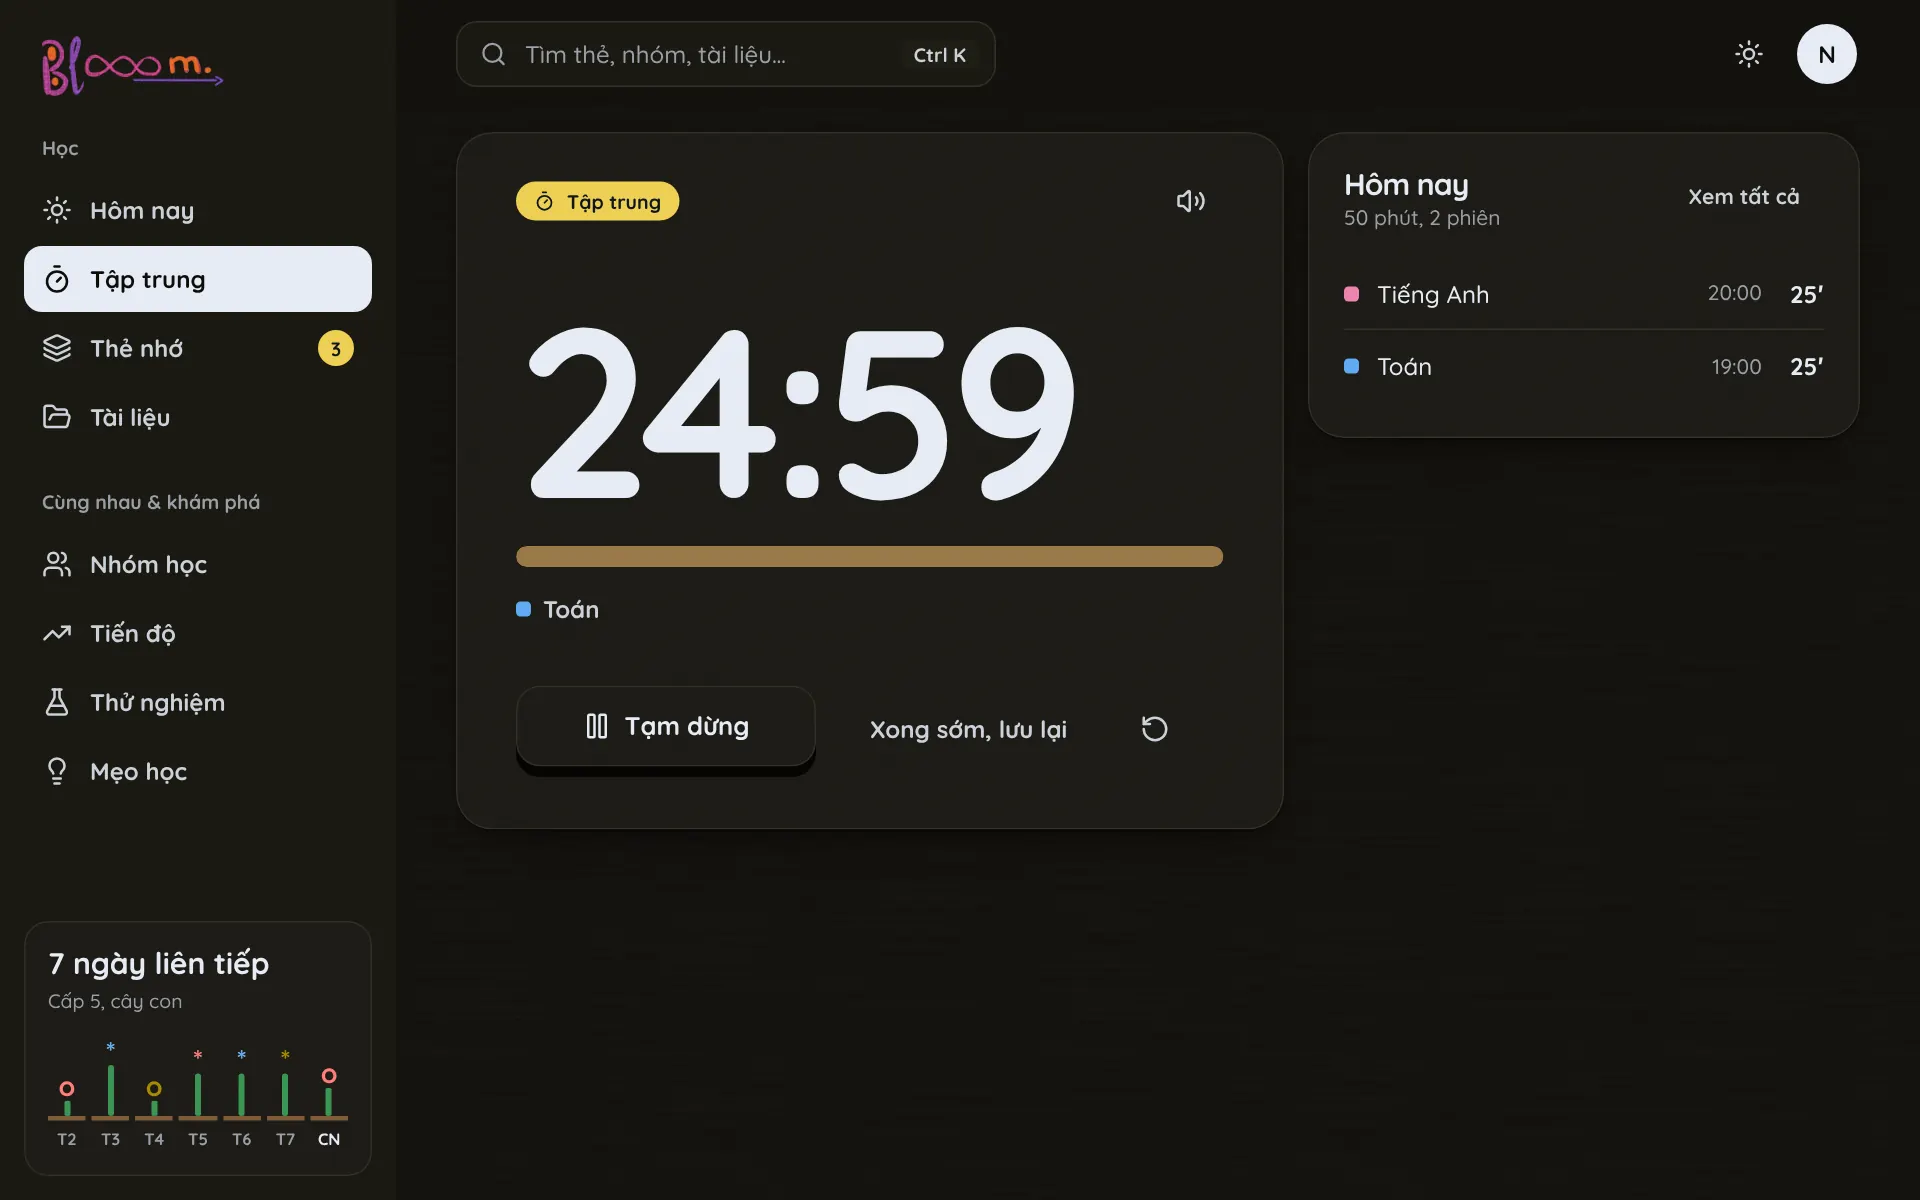 Blooom.
Học
Hôm nay
Tập trung
Thẻ nhớ
3
Tài liệu
Cùng nhau & khám phá
Nhóm học
Tiến độ
Thử nghiệm
Mẹo học
7 ngày liên tiếp
Cấp 5, cây con
T2 T3 T4 T5 T6 T7 CN
Tìm thẻ, nhóm, tài liệu... Ctrl K
N
Tập trung
24:59
Toán
Tạm dừng
Xong sớm, lưu lại
Hôm nay
Xem tất cả
50 phút, 2 phiên
Tiếng Anh 20:00 25′
Toán 19:00 25′